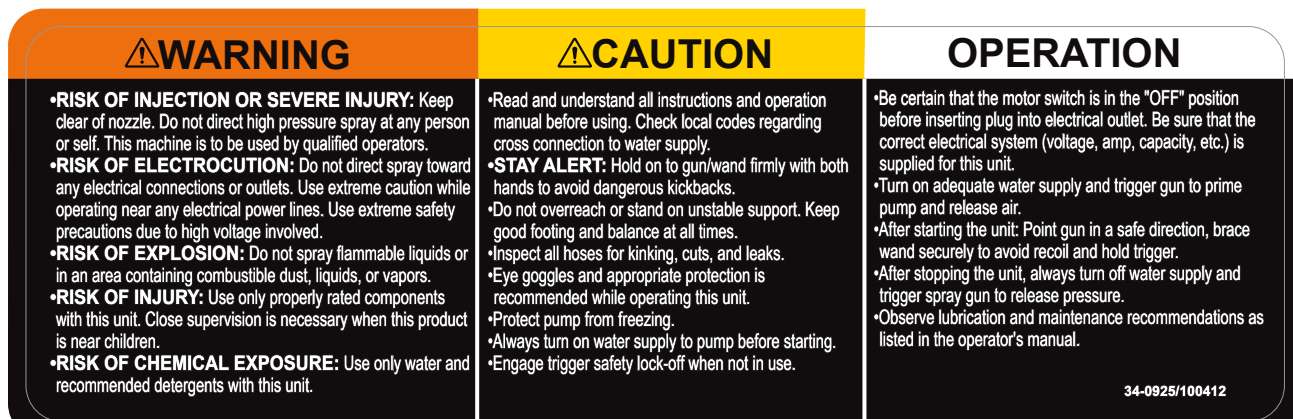 ⚠WARNING
•RISK OF INJECTION OR SEVERE INJURY: Keep
clear of nozzle. Do not direct high pressure spray at any person
or self. This machine is to be used by qualified operators.
•RISK OF ELECTROCUTION: Do not direct spray toward
any electrical connections or outlets. Use extreme caution while
operating near any electrical power lines. Use extreme safety
precautions due to high voltage involved.
•RISK OF EXPLOSION: Do not spray flammable liquids or
in an area containing combustible dust, liquids, or vapors.
•RISK OF INJURY: Use only properly rated components
with this unit. Close supervision is necessary when this product
is near children.
•RISK OF CHEMICAL EXPOSURE: Use only water and
recommended detergents with this unit.
⚠CAUTION
•Read and understand all instructions and operation
manual before using. Check local codes regarding
cross connection to water supply.
•STAY ALERT: Hold on to gun/wand firmly with both
hands to avoid dangerous kickbacks.
•Do not overreach or stand on unstable support. Keep
good footing and balance at all times.
•Inspect all hoses for kinking, cuts, and leaks.
•Eye goggles and appropriate protection is
recommended while operating this unit.
•Protect pump from freezing.
•Always turn on water supply to pump before starting.
•Engage trigger safety lock-off when not in use.
OPERATION
•Be certain that the motor switch is in the "OFF" position
before inserting plug into electrical outlet. Be sure that the
correct electrical system (voltage, amp, capacity, etc.) is
supplied for this unit.
•Turn on adequate water supply and trigger gun to prime
pump and release air.
•After starting the unit: Point gun in a safe direction, brace
wand securely to avoid recoil and hold trigger.
•After stopping the unit, always turn off water supply and
trigger spray gun to release pressure.
•Observe lubrication and maintenance recommendations as
listed in the operator's manual.
34-0925/100412